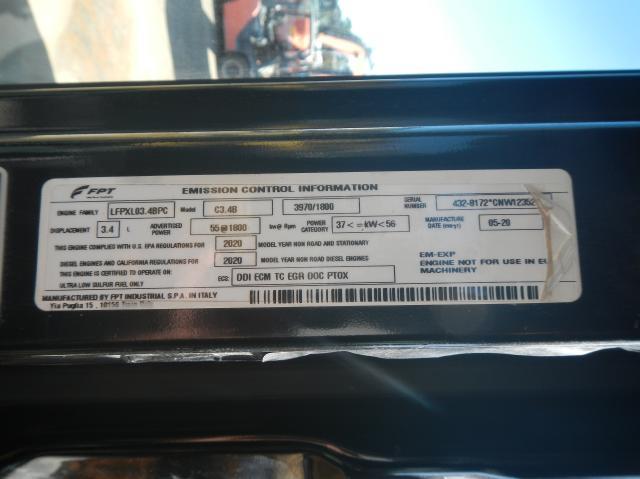 FPT EMISSION CONTROL INFORMATION
ENGINE FAMILY LFPXL03.4BPC Model C3.4B 3970/1800 SERIAL NUMBER 432-8172*CNW12352
DISPLACEMENT 3.4 L ADVERTISED POWER 55@1800 kw@ Rpm POWER CATEGORY 37<=kW<56 MANUFACTURE DATE (mm-yy) 05-20
THIS ENGINE COMPLIES WITH U.S. EPA REGULATIONS FOR 2020 MODEL YEAR NON ROAD AND STATIONARY
DIESEL ENGINES AND CALIFORNIA REGULATIONS FOR 2020 MODEL YEAR NON ROAD DIESEL ENGINES EM-EXP
THIS ENGINE IS CERTIFIED TO OPERATE ON: ECS: DDI ECM TC EGR DOC PTOX ENGINE NOT FOR USE IN EU
ULTRA LOW SULFUR FUEL ONLY MACHINERY
MANUFACTURED BY FPT INDUSTRIAL S.P.A. IN ITALY
Via Puglia 15, 10156